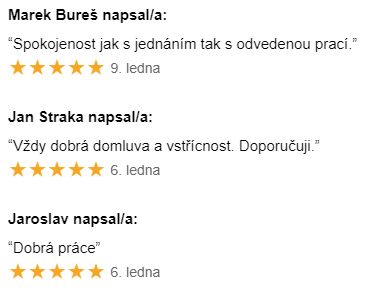 Marek Bureš napsal/a:
“Spokojenost jak s jednáním tak s odvedenou prací.”
★★★★★ 9. ledna
Jan Straka napsal/a:
“Vždy dobrá domluva a vstřícnost. Doporučuji.”
★★★★★ 6. ledna
Jaroslav napsal/a:
“Dobrá práce”
★★★★★ 6. ledna